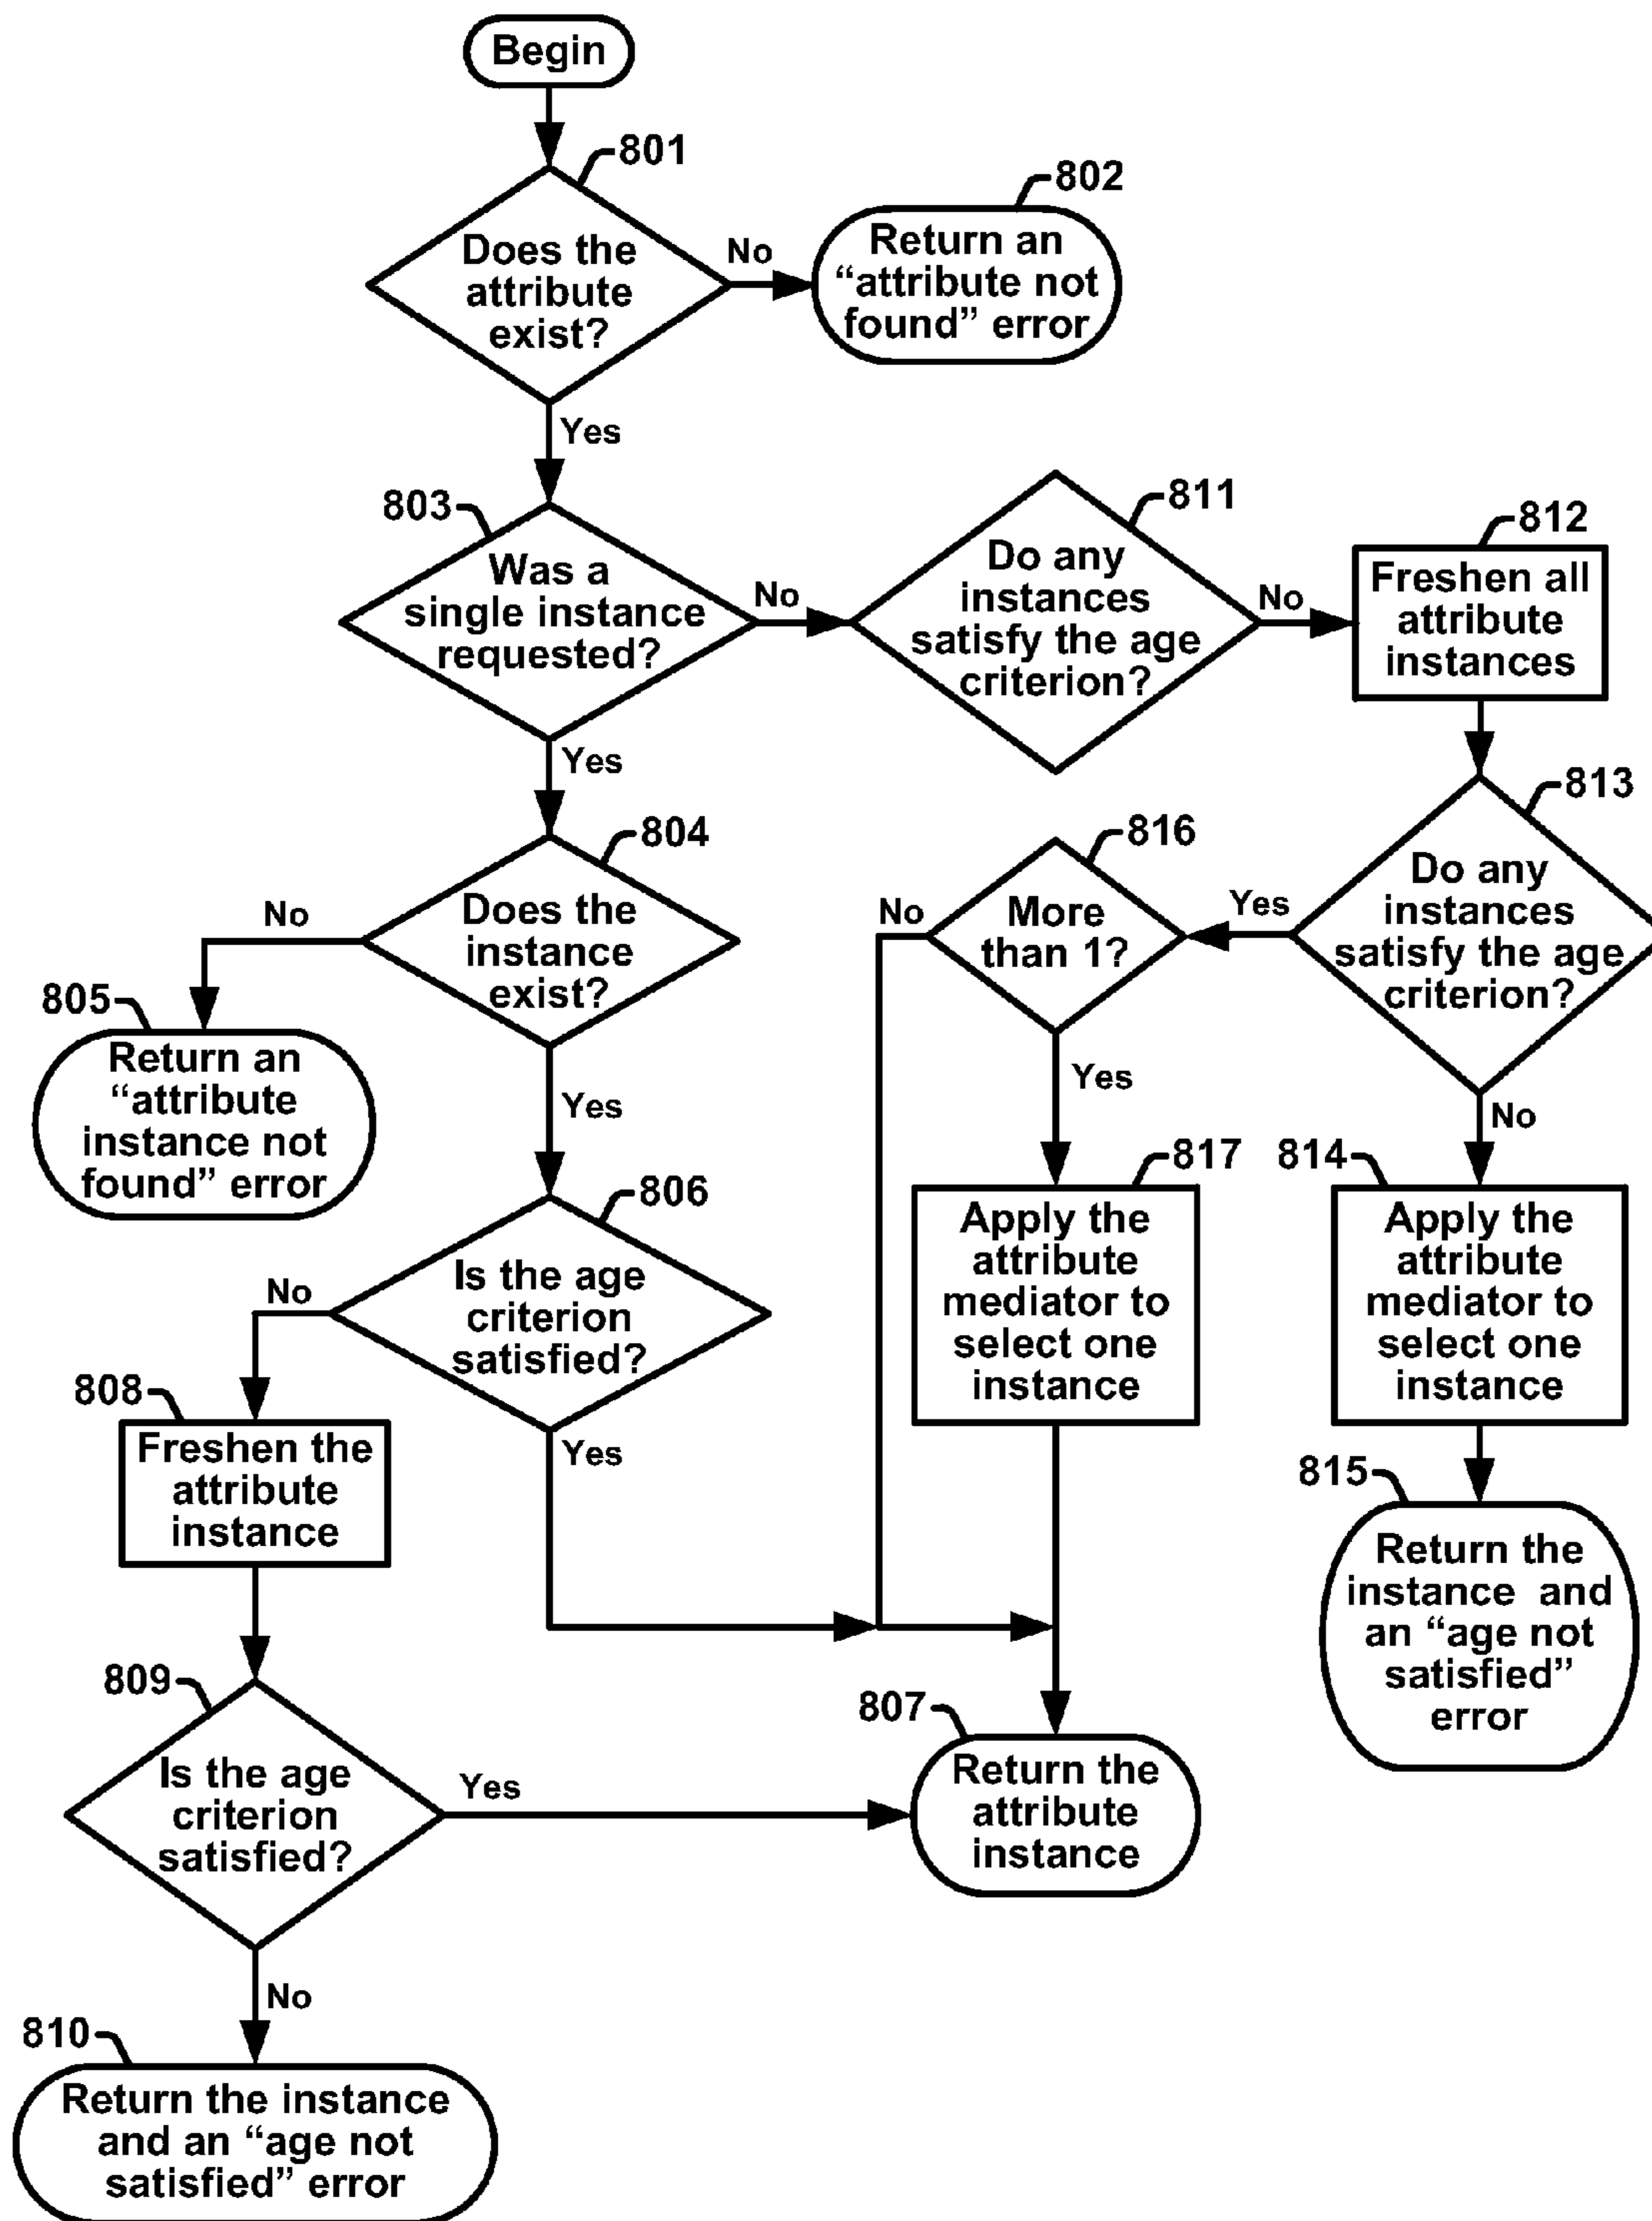 Begin
801
Does the
attribute
exist?
No
802
Return an
“attribute not
found” error
Yes
803
Was a
single instance
requested?
No
811
Do any
instances
satisfy the age
criterion?
No
812
Freshen all
attribute
instances
Yes
804
Does the
instance
exist?
No
805
Return an
“attribute
instance not
found” error
816
More
than 1?
No
Yes
813
Do any
instances
satisfy the age
criterion?
Yes
Yes
No
806
Is the age
criterion
satisfied?
No
817
Apply the
attribute
mediator to
select one
instance
814
Apply the
attribute
mediator to
select one
instance
808
Freshen the
attribute
instance
Yes
815
Return the
instance and
an “age not
satisfied”
error
809
Is the age
criterion
satisfied?
Yes
807
Return the
attribute
instance
No
810
Return the instance
and an “age not
satisfied” error